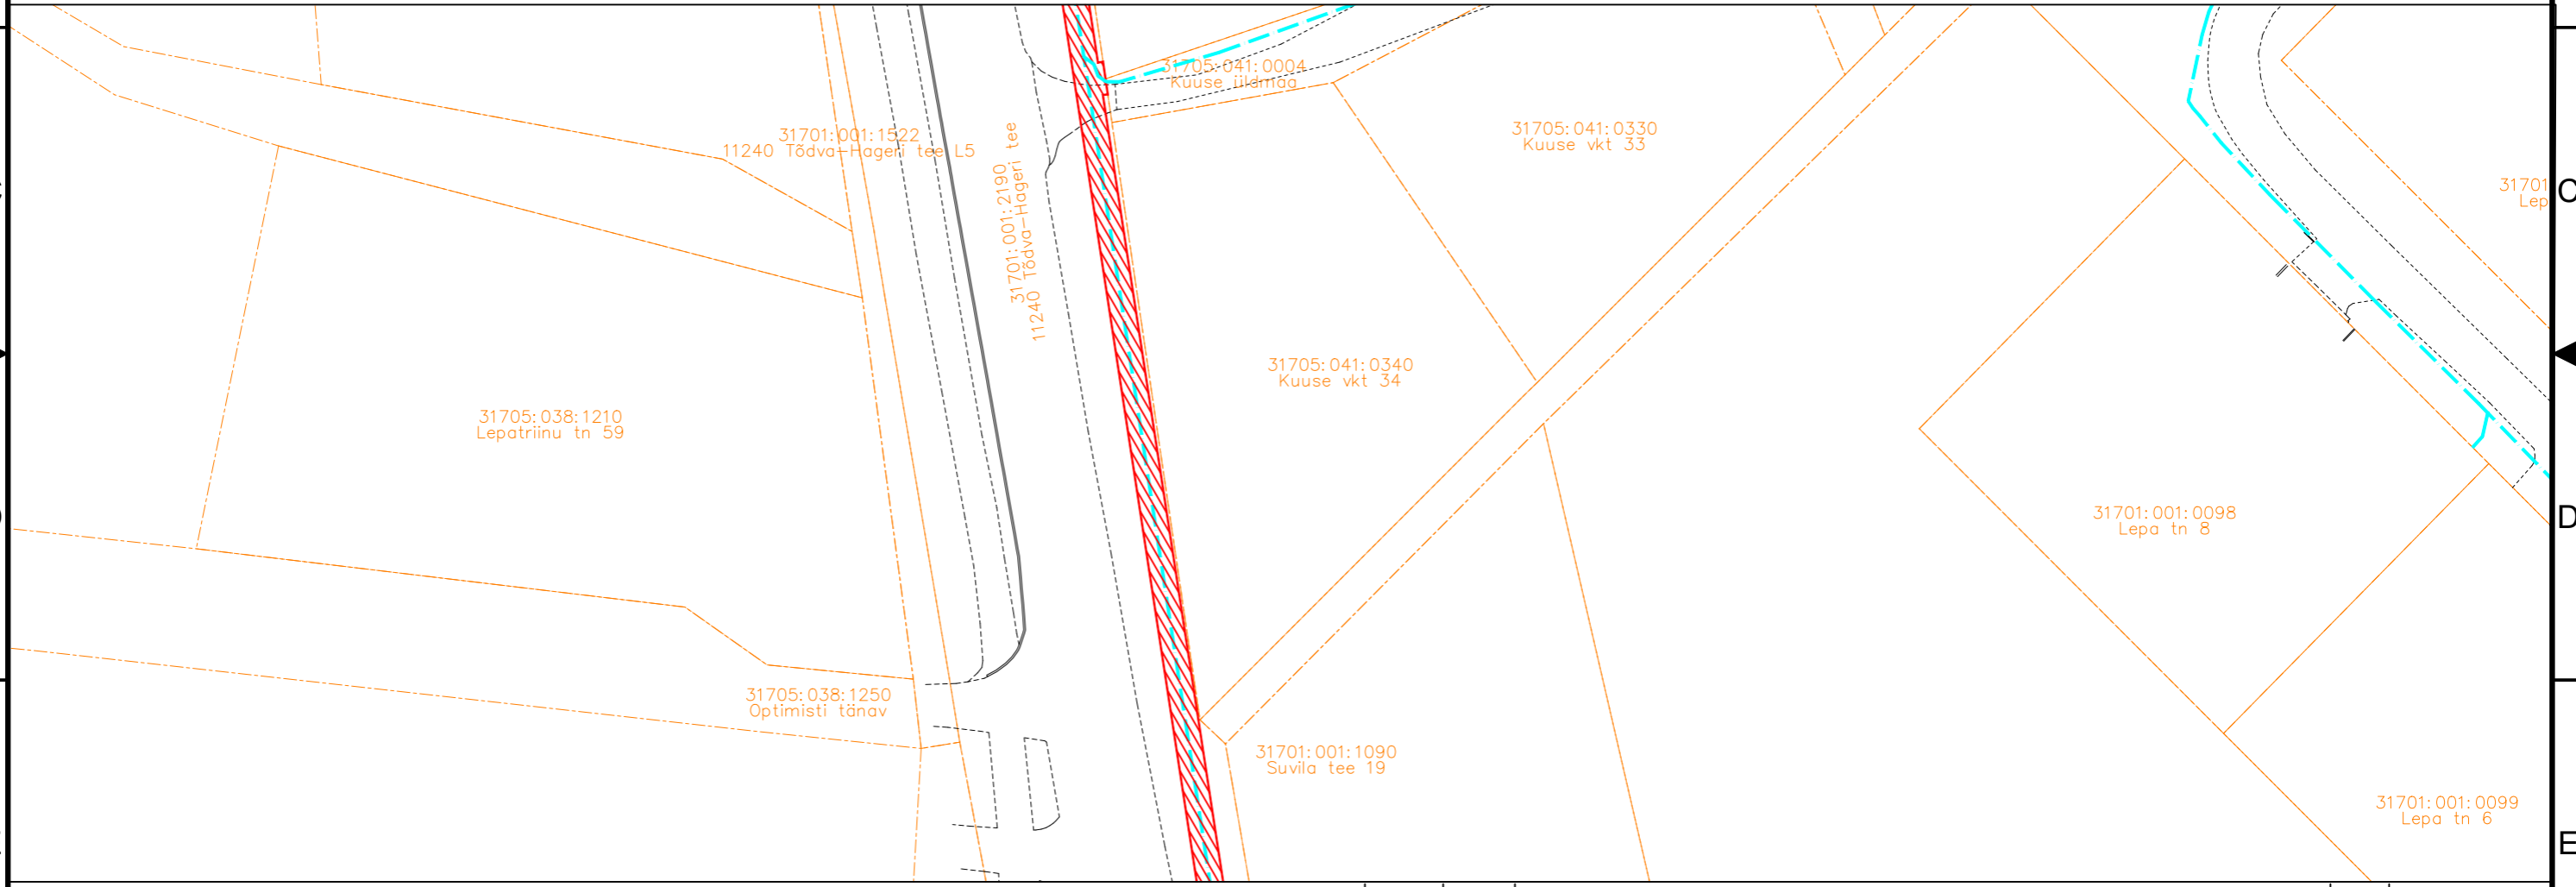 31705:041:0004
Kuuse üldmaa
31701:001:1522
11240 Tõdva-Hageri tee L5
31705:041:0330
Kuuse vkt 33
31701:001:2190
11240 Tõdva-Hageri tee
31701
Lep
C
31705:041:0340
Kuuse vkt 34
31705:038:1210
Lepatriinu tn 59
31701:001:0098
Lepa tn 8
D
31705:038:1250
Optimisti tänav
31701:001:1090
Suvila tee 19
31701:001:0099
Lepa tn 6
E